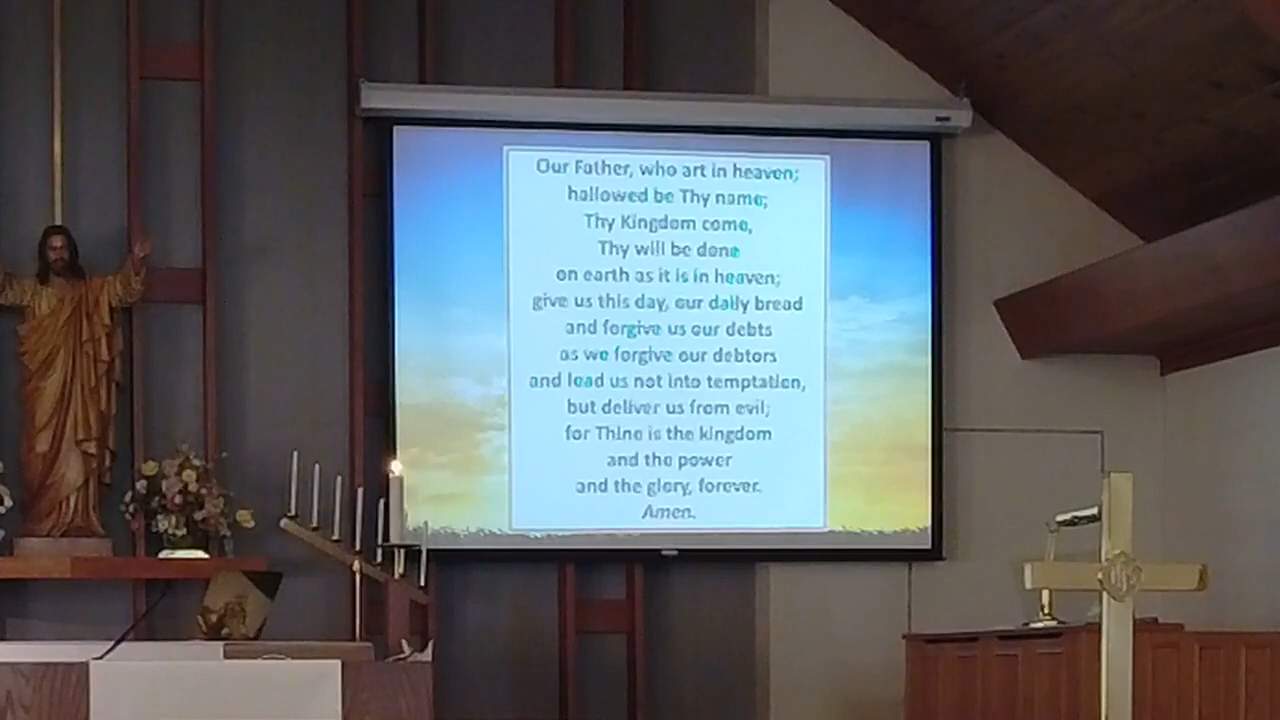 Our Father, who art in heaven;
hallowed be Thy name;
Thy Kingdom come,
Thy will be done
on earth as it is in heaven;
give us this day, our daily bread
and forgive us our debts
as we forgive our debtors
and lead us not into temptation,
but deliver us from evil;
for Thine is the kingdom
and the power
and the glory, forever.
Amen.